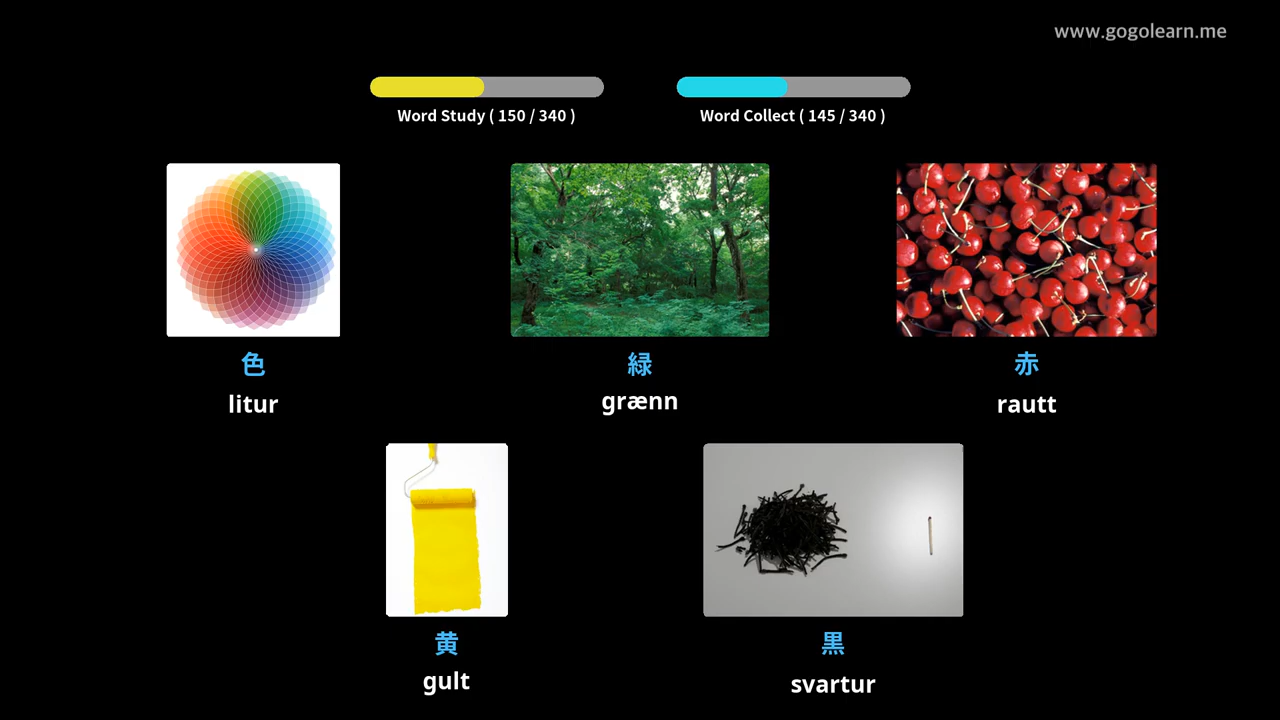 www.gogolearn.me
Word Study ( 150 / 340 )
Word Collect ( 145 / 340 )
色
litur
緑
grænn
赤
rautt
黄
gult
黒
svartur